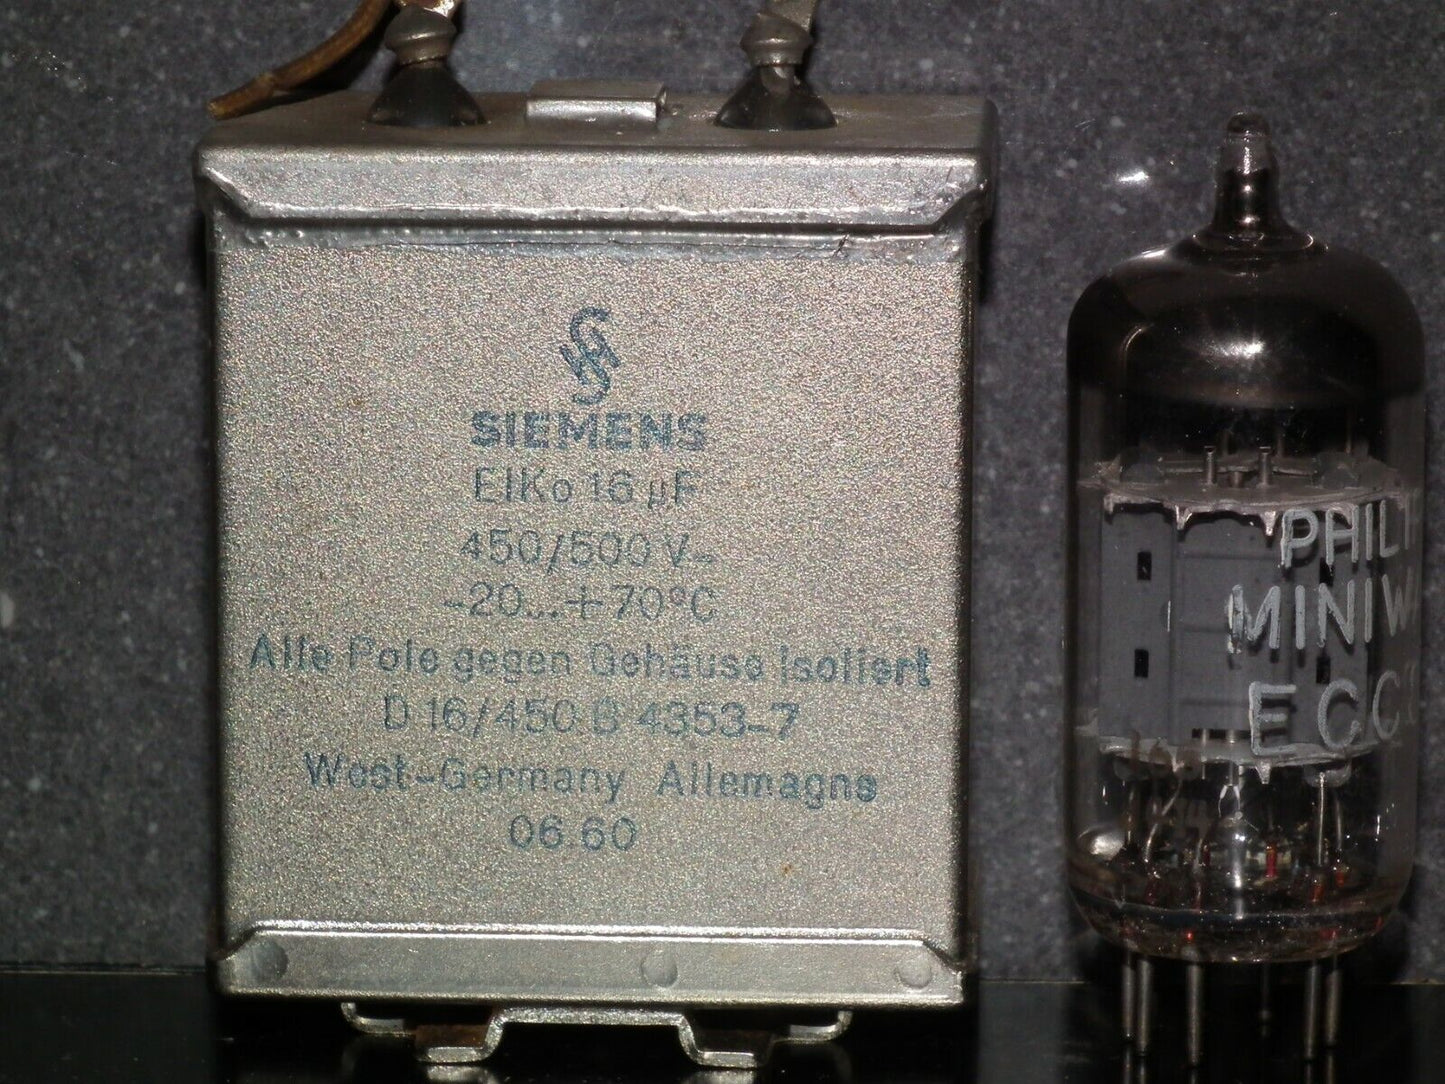 SIEMENS
ElKo 16 µF
450/500 V-
-20...+70°C
Alle Pole gegen Gehäuse isoliert
D 16/450 B 4353-7
West-Germany Allemagne
06 60
PHILI
MINIW
ECC